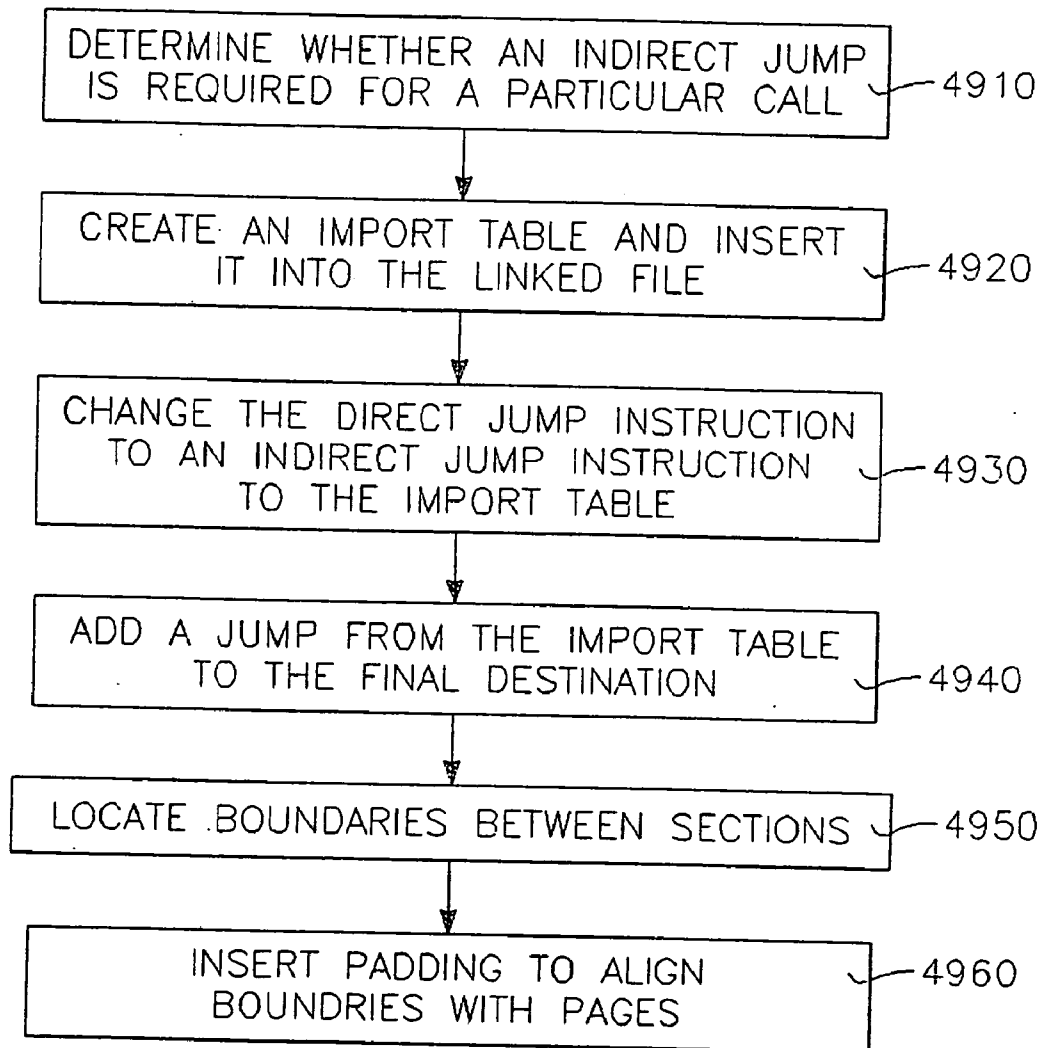 DETERMINE WHETHER AN INDIRECT JUMP
IS REQUIRED FOR A PARTICULAR CALL
4910
CREATE AN IMPORT TABLE AND INSERT
IT INTO THE LINKED FILE
4920
CHANGE THE DIRECT JUMP INSTRUCTION
TO AN INDIRECT JUMP INSTRUCTION
TO THE IMPORT TABLE
4930
ADD A JUMP FROM THE IMPORT TABLE
TO THE FINAL DESTINATION
4940
LOCATE BOUNDARIES BETWEEN SECTIONS
4950
INSERT PADDING TO ALIGN
BOUNDRIES WITH PAGES
4960